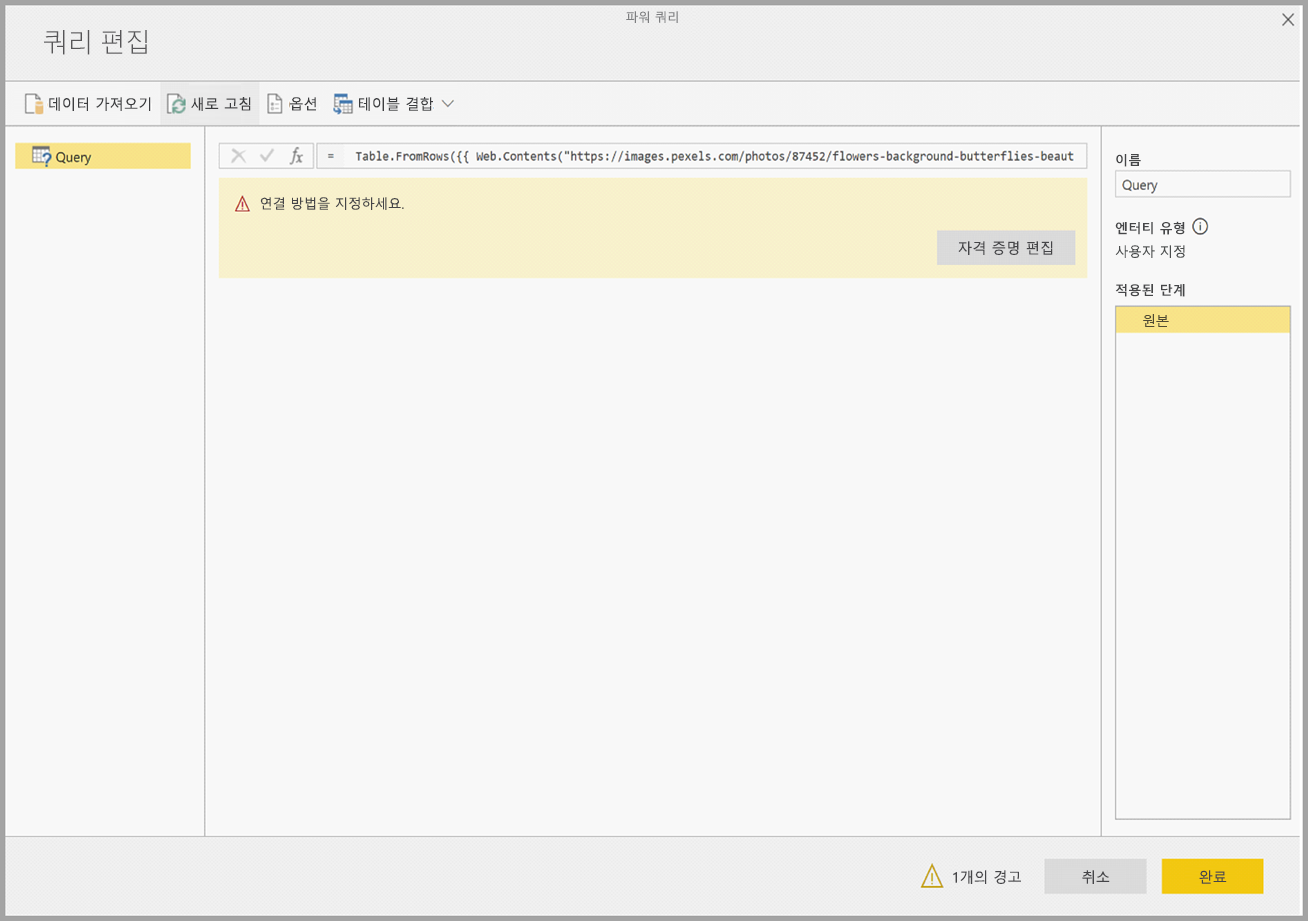 파워 쿼리
쿼리 편집
데이터 가져오기 새로 고침 옵션 테이블 결합
Query
fx = Table.FromRows({{ Web.Contents("https://images.pexels.com/photos/87452/flowers-background-butterflies-beaut
연결 방법을 지정하세요.
자격 증명 편집
이름
Query
엔터티 유형
사용자 지정
적용된 단계
원본
1개의 경고 취소 완료